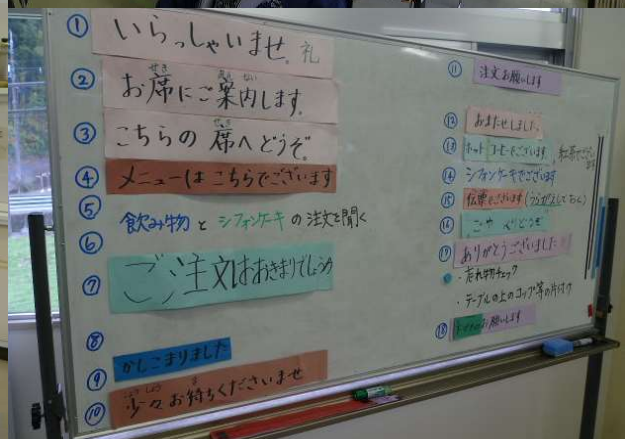 ① いらっしゃいませ。礼
② お席にご案内します。
③ こちらの席へどうぞ。
④ メニューはこちらでございます
⑤ 飲み物とシフォンケーキの注文を聞く
⑥
⑦ ご注文はおきまりでしょうか
⑧
⑨ かしこまりました
⑩ 少々お待ちくださいませ
⑪ 注文お願いします
⑫ おまたせしました。
⑬ ホットコーヒーでございます
⑭ シフォンケーキでございます
⑮ 伝票でございます
⑯
⑰ ありがとうございました
・忘れ物チェック
・テーブルの上のコップ等の片付け
⑱ お願いします